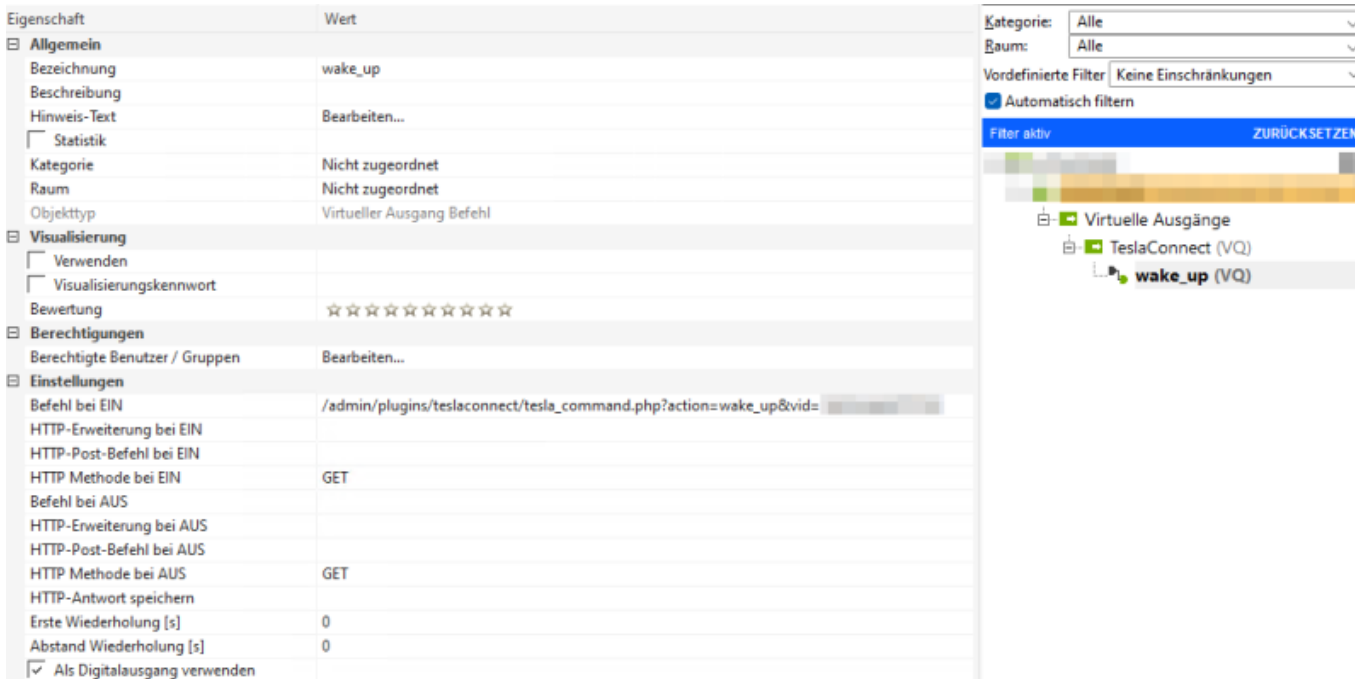 Eigenschaft Wert
Allgemein
Bezeichnung wake_up
Beschreibung
Hinweis-Text Bearbeiten...
Statistik
Kategorie Nicht zugeordnet
Raum Nicht zugeordnet
Objekttyp Virtueller Ausgang Befehl
Visualisierung
Verwenden
Visualisierungskennwort
Bewertung
Berechtigungen
Berechtigte Benutzer / Gruppen Bearbeiten...
Einstellungen
Befehl bei EIN /admin/plugins/teslaconnect/tesla_command.php?action=wake_up&vid=
HTTP-Erweiterung bei EIN
HTTP-Post-Befehl bei EIN
HTTP Methode bei EIN GET
Befehl bei AUS
HTTP-Erweiterung bei AUS
HTTP-Post-Befehl bei AUS
HTTP Methode bei AUS GET
HTTP-Antwort speichern
Erste Wiederholung [s] 0
Abstand Wiederholung [s] 0
Als Digitalausgang verwenden
Kategorie: Alle
Raum: Alle
Vordefinierte Filter Keine Einschränkungen
Automatisch filtern
Filter aktiv ZURÜCKSETZEN
Virtuelle Ausgänge
TeslaConnect (VQ)
wake_up (VQ)